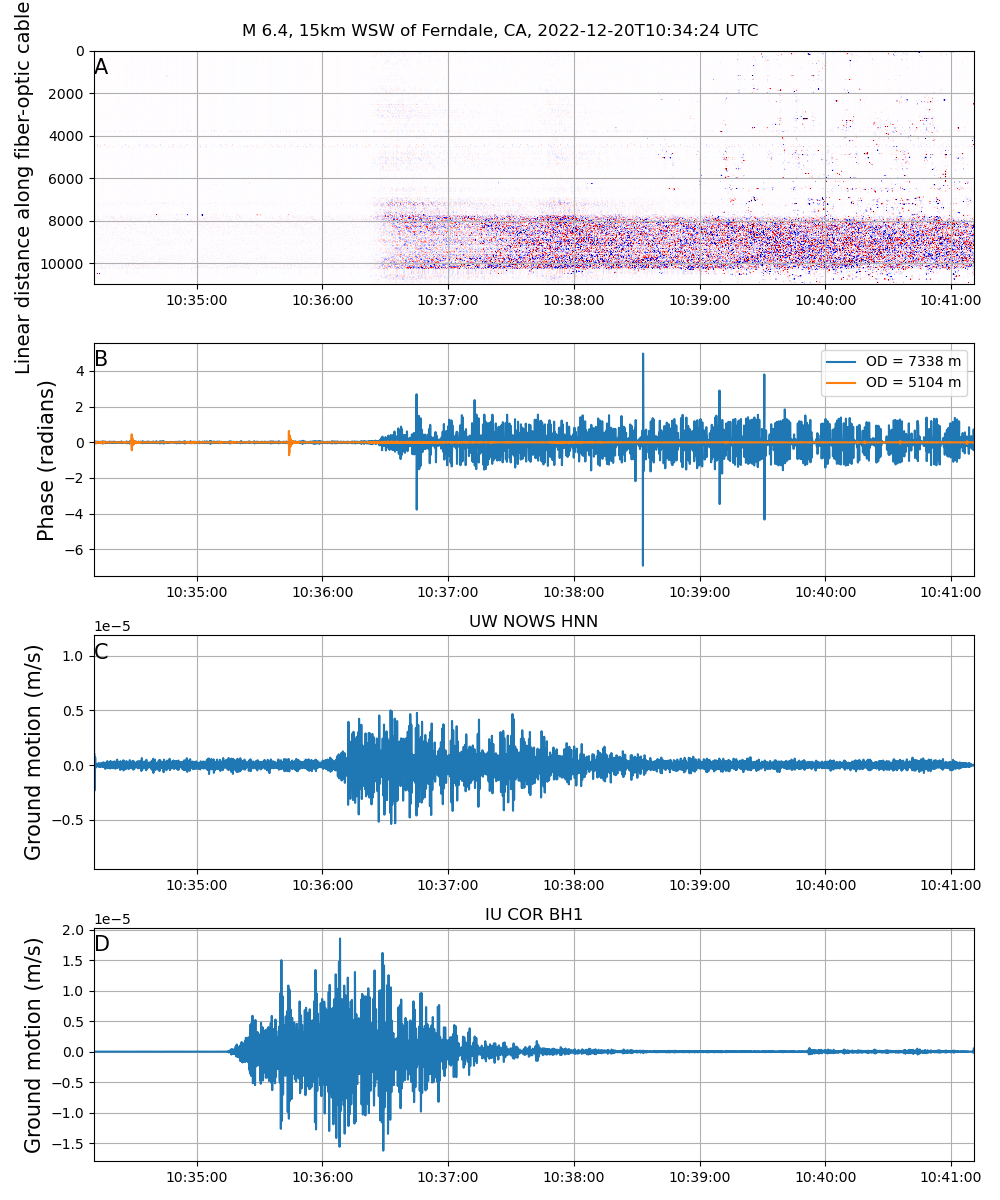 M 6.4, 15km WSW of Ferndale, CA, 2022-12-20T10:34:24 UTC
Linear distance along fiber-optic cable
A
0
2000
4000
6000
8000
10000
10:35:00 10:36:00 10:37:00 10:38:00 10:39:00 10:40:00 10:41:00
Phase (radians)
B
OD = 7338 m
OD = 5104 m
4
2
0
−2
−4
−6
10:35:00 10:36:00 10:37:00 10:38:00 10:39:00 10:40:00 10:41:00
UW NOWS HNN
1e−5
Ground motion (m/s)
C
1.0
0.5
0.0
−0.5
10:35:00 10:36:00 10:37:00 10:38:00 10:39:00 10:40:00 10:41:00
IU COR BH1
1e−5
Ground motion (m/s)
D
2.0
1.5
1.0
0.5
0.0
−0.5
−1.0
−1.5
10:35:00 10:36:00 10:37:00 10:38:00 10:39:00 10:40:00 10:41:00